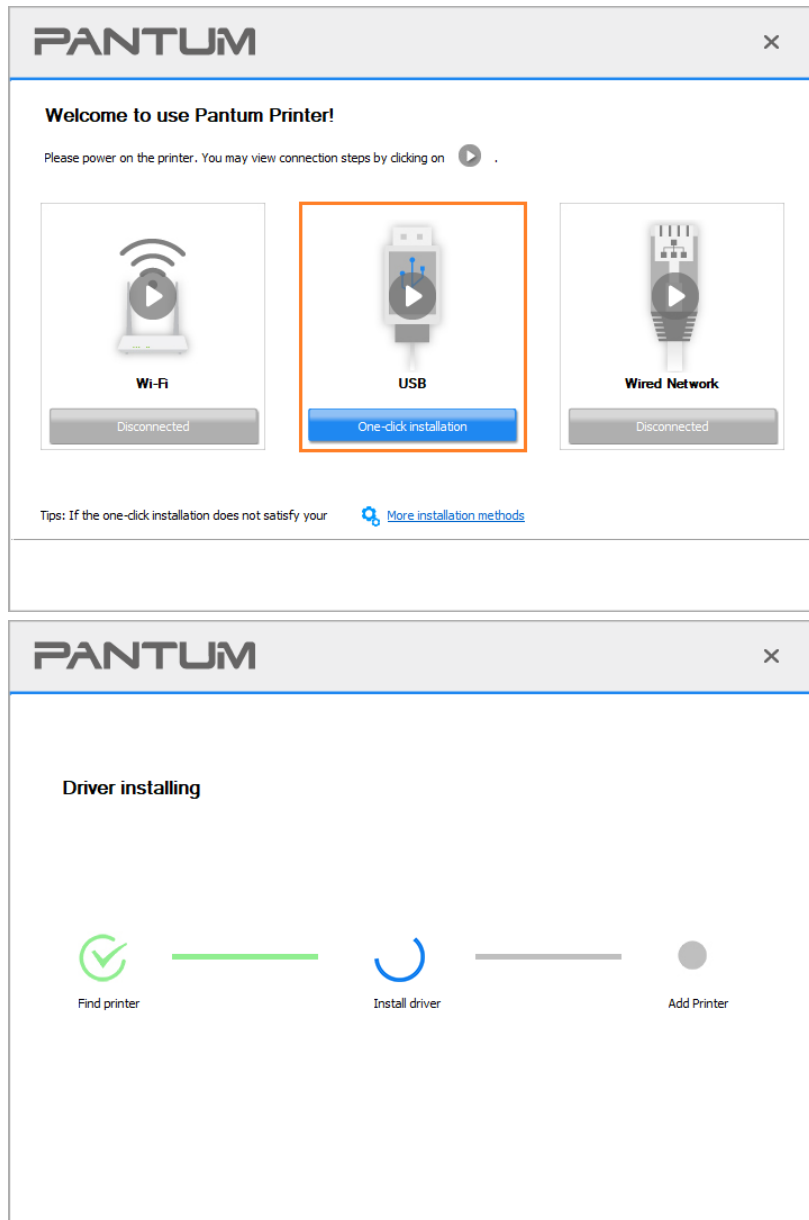 PANTUM
Welcome to use Pantum Printer!
Please power on the printer. You may view connection steps by clicking on .
Wi-Fi
Disconnected
USB
One-click installation
Wired Network
Disconnected
Tips: If the one-click installation does not satisfy your More installation methods
PANTUM
Driver installing
Find printer
Install driver
Add Printer